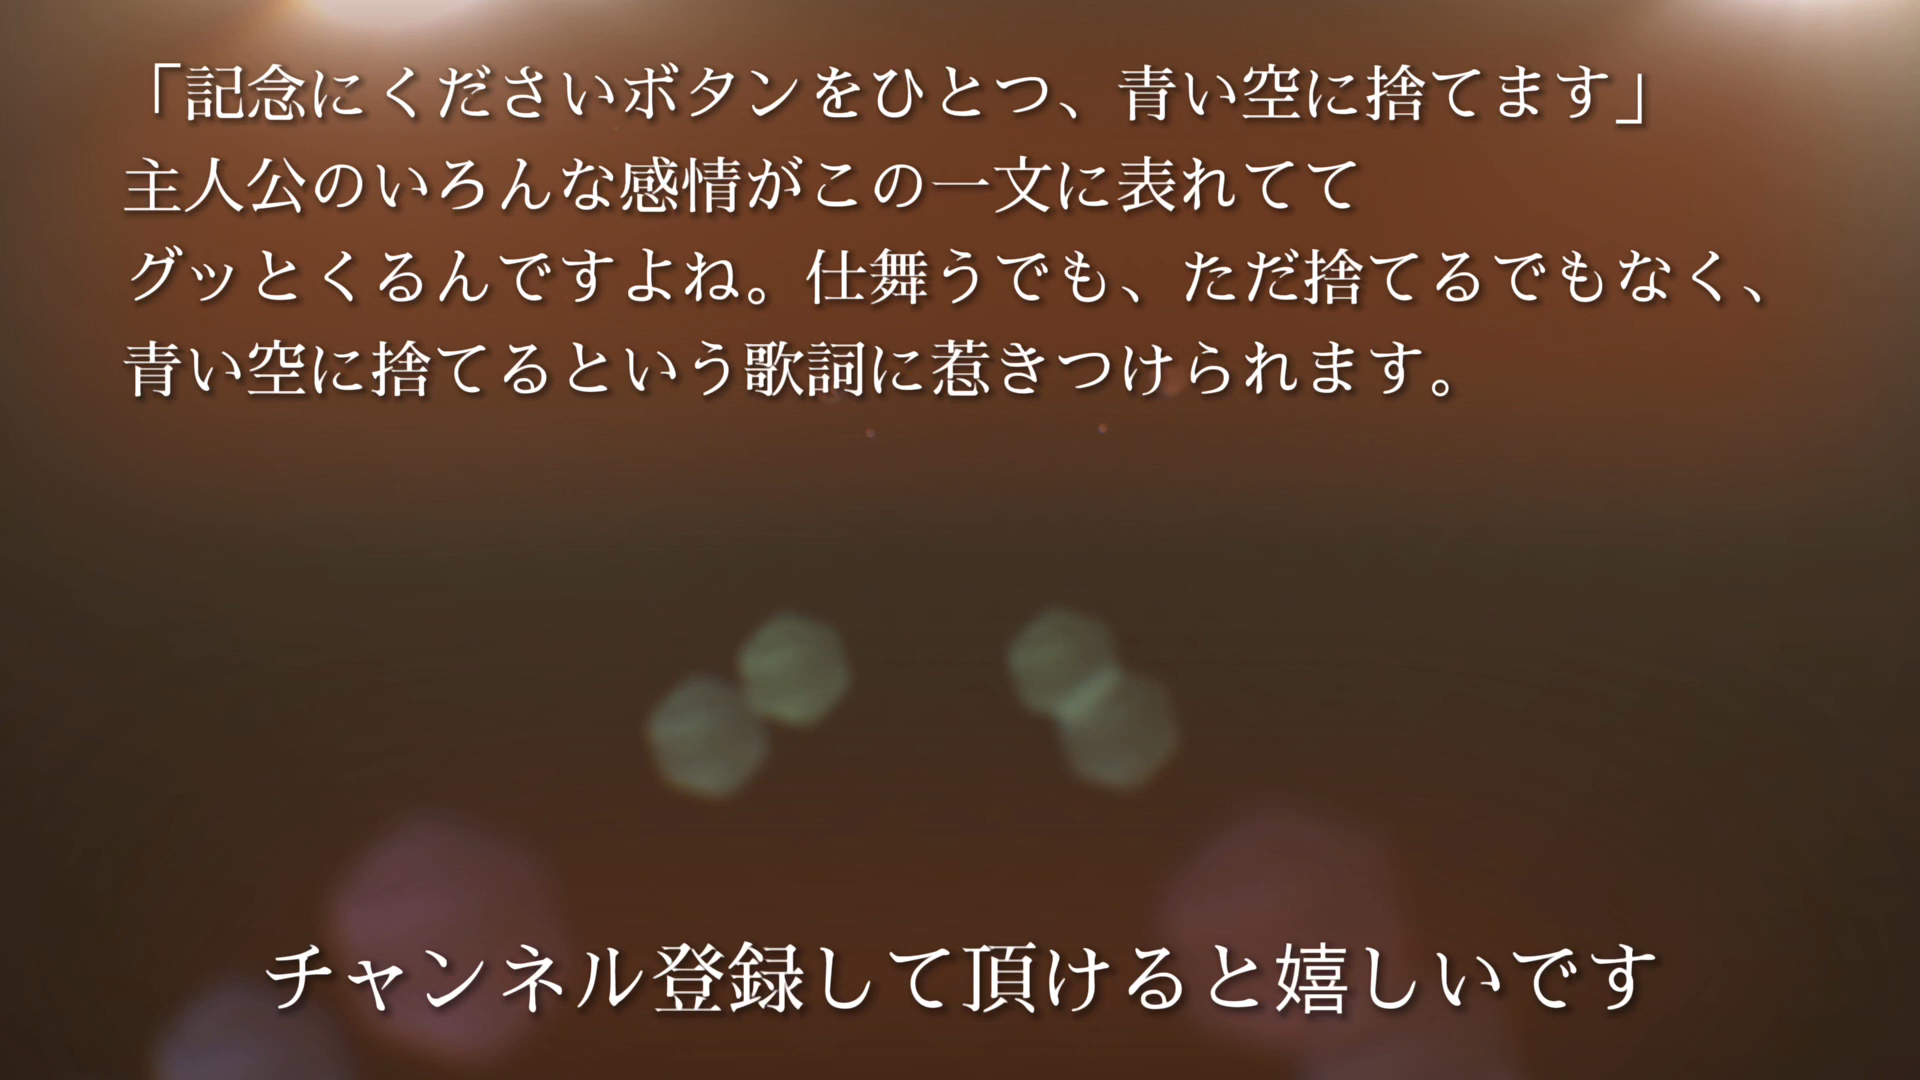 「記念にくださいボタンをひとつ、青い空に捨てます」
主人公のいろんな感情がこの一文に表れてて
グッとくるんですよね。仕舞うでも、ただ捨てるでもなく、
青い空に捨てるという歌詞に惹きつけられます。
チャンネル登録して頂けると嬉しいです